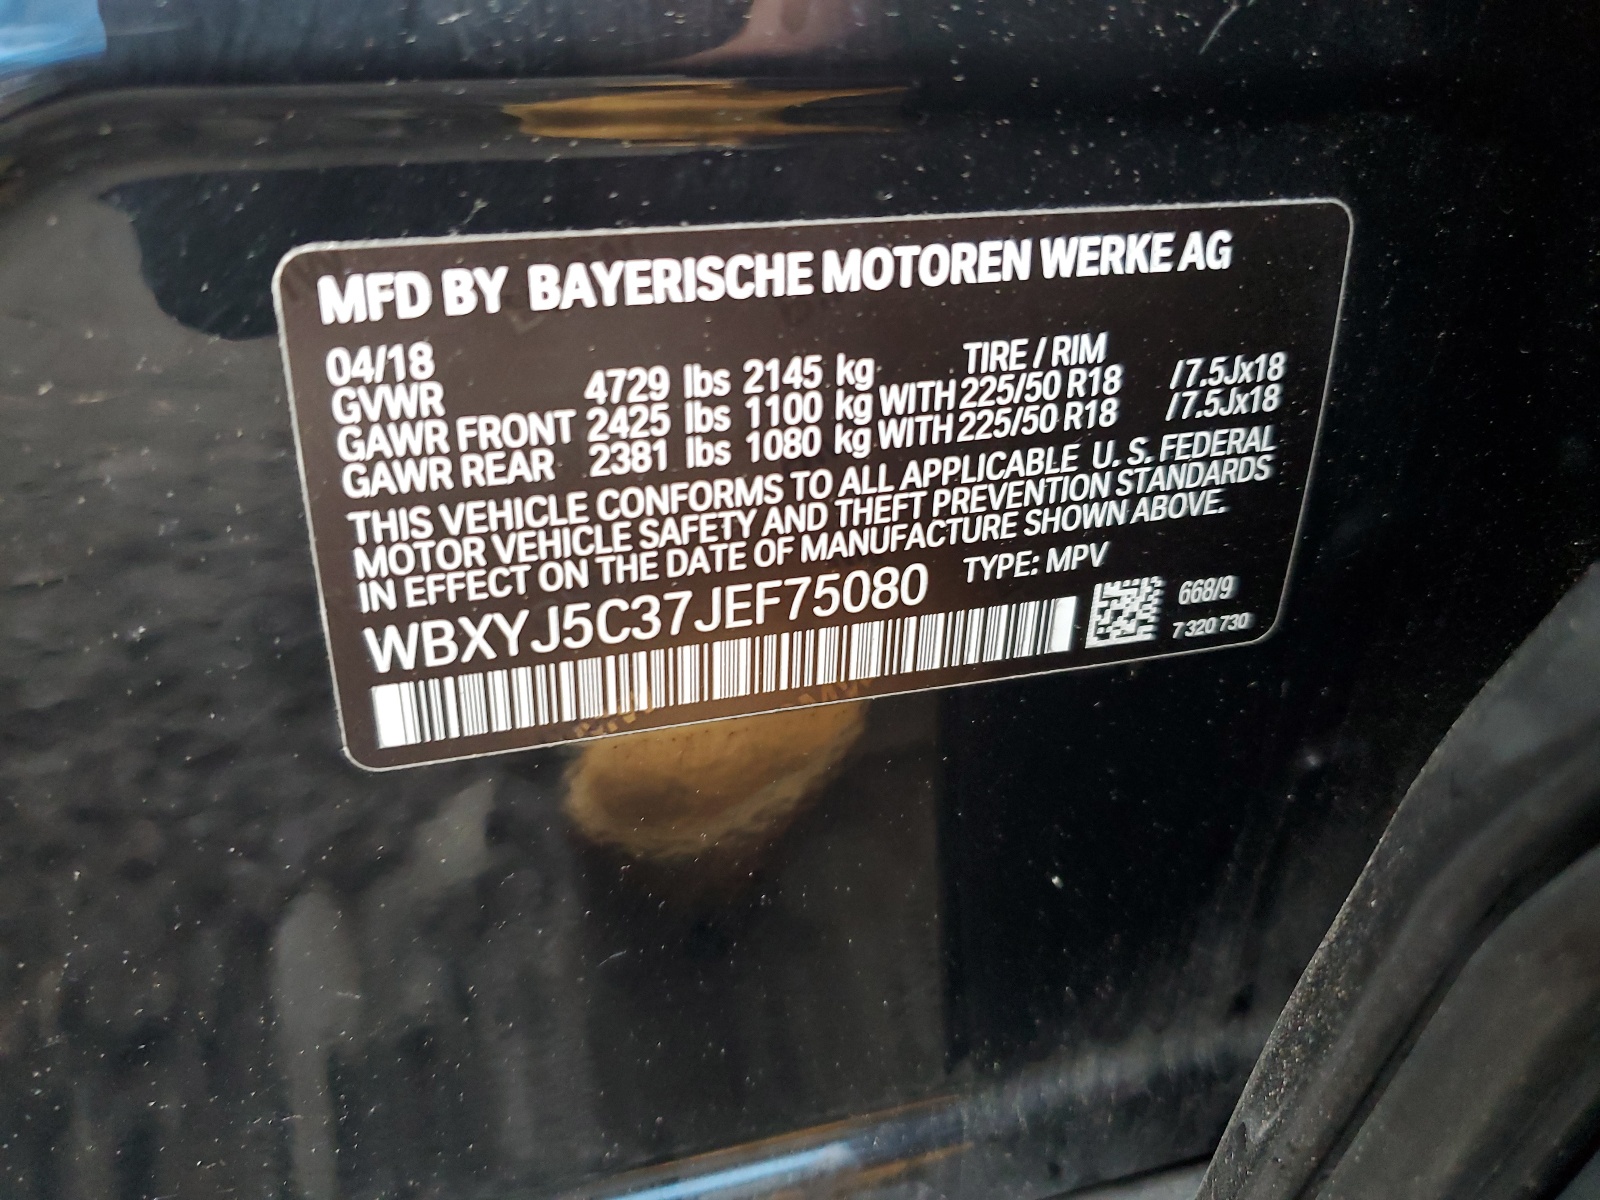 MFD BY BAYERISCHE MOTOREN WERKE AG
04/18 TIRE / RIM
GVWR 4729 lbs 2145 kg
GAWR FRONT 2425 lbs 1100 kg WITH 225/50 R18 /7.5Jx18
GAWR REAR 2381 lbs 1080 kg WITH 225/50 R18 /7.5Jx18
THIS VEHICLE CONFORMS TO ALL APPLICABLE U. S. FEDERAL
MOTOR VEHICLE SAFETY AND THEFT PREVENTION STANDARDS
IN EFFECT ON THE DATE OF MANUFACTURE SHOWN ABOVE.
WBXYJ5C37JEF75080 TYPE: MPV
668/9
7 320 730